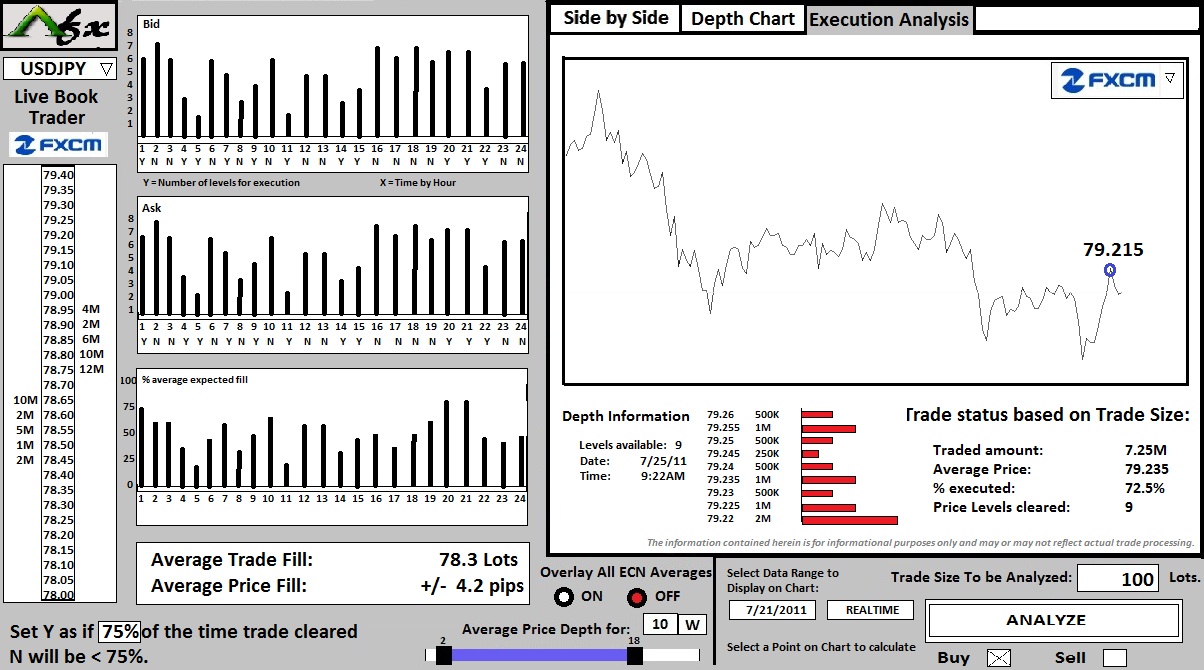 Afx
USDJPY
Live Book
Trader
FXCM
79.40
79.35
79.30
79.25
79.20
79.15
79.10
79.05
79.00
78.95 4M
78.90 2M
78.85 6M
78.80 10M
78.75 12M
78.70
10M 78.65
2M 78.60
5M 78.55
1M 78.50
2M 78.45
78.40
78.35
78.30
78.25
78.20
78.15
78.10
78.05
78.00
Bid
8
7
6
5
4
3
2
1
1 2 3 4 5 6 7 8 9 10 11 12 13 14 15 16 17 18 19 20 21 22 23 24
Y N N Y Y N Y Y N N Y N N Y Y N N N N Y Y Y N N
Y = Number of levels for execution X = Time by Hour
Ask
8
7
6
5
4
3
2
1
1 2 3 4 5 6 7 8 9 10 11 12 13 14 15 16 17 18 19 20 21 22 23 24
Y N N Y Y N Y Y N N Y N N Y Y N N N N Y Y Y N N
% average expected fill
100
75
50
25
0
1 2 3 4 5 6 7 8 9 10 11 12 13 14 15 16 17 18 19 20 21 22 23 24
Average Trade Fill: 78.3 Lots
Average Price Fill: +/- 4.2 pips
Set Y as if 75% of the time trade cleared
N will be < 75%.
Side by Side Depth Chart Execution Analysis
FXCM
79.215
Depth Information
Levels available: 9
Date: 7/25/11
Time: 9:22AM
79.26 500K
79.255 1M
79.25 500K
79.245 250K
79.24 500K
79.235 1M
79.23 500K
79.225 1M
79.22 2M
Trade status based on Trade Size:
Traded amount: 7.25M
Average Price: 79.235
% executed: 72.5%
Price Levels cleared: 9
The information contained herein is for informational purposes only and may or may not reflect actual trade processing.
Overlay All ECN Averages
ON OFF
Average Price Depth for: 10 W
2 18
Select Data Range to
Display on Chart:
7/21/2011 REALTIME
Select a Point on Chart to calculate
Trade Size To be Analyzed: 100 Lots.
ANALYZE
Buy Sell